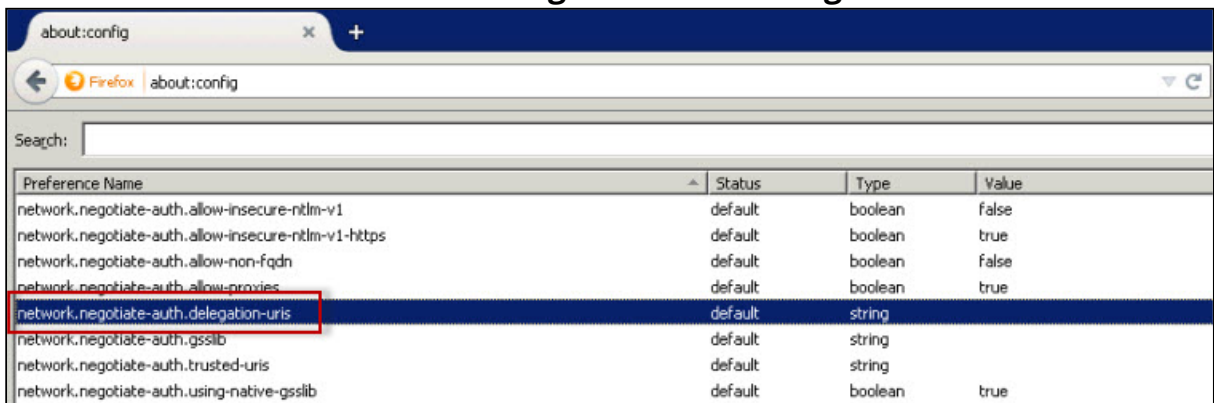 about:config × +
Firefox about:config
Search:
Preference Name Status Type Value
network.negotiate-auth.allow-insecure-ntlm-v1 default boolean false
network.negotiate-auth.allow-insecure-ntlm-v1-https default boolean true
network.negotiate-auth.allow-non-fqdn default boolean false
network.negotiate-auth.allow-proxies default boolean true
network.negotiate-auth.delegation-uris default string
network.negotiate-auth.gsslib default string
network.negotiate-auth.trusted-uris default string
network.negotiate-auth.using-native-gsslib default boolean true